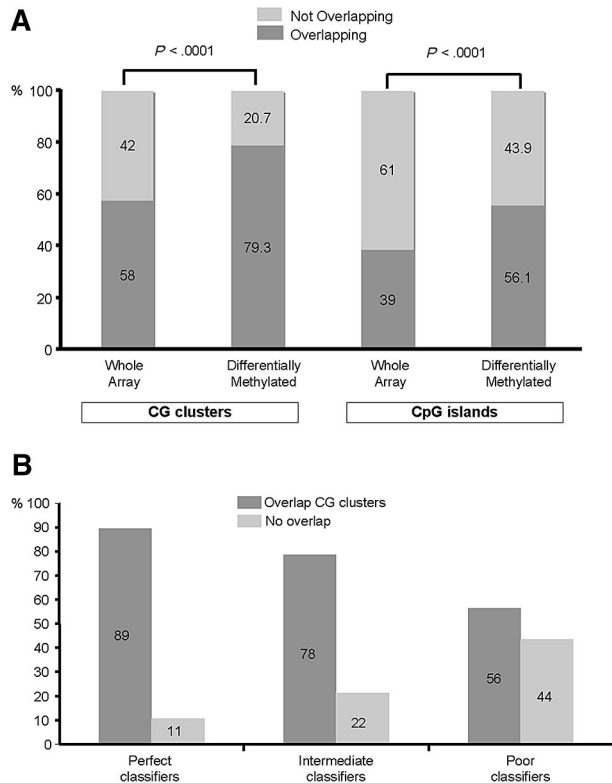 A
Not Overlapping
Overlapping
P < .0001
P < .0001
% 100
80
60
40
20
0
42
58
20.7
79.3
61
39
43.9
56.1
Whole
Array
Differentially
Methylated
Whole
Array
Differentially
Methylated
CG clusters
CpG islands
B
% 100
90
80
70
60
50
40
30
20
10
0
Overlap CG clusters
No overlap
89
11
78
22
56
44
Perfect
classifiers
Intermediate
classifiers
Poor
classifiers